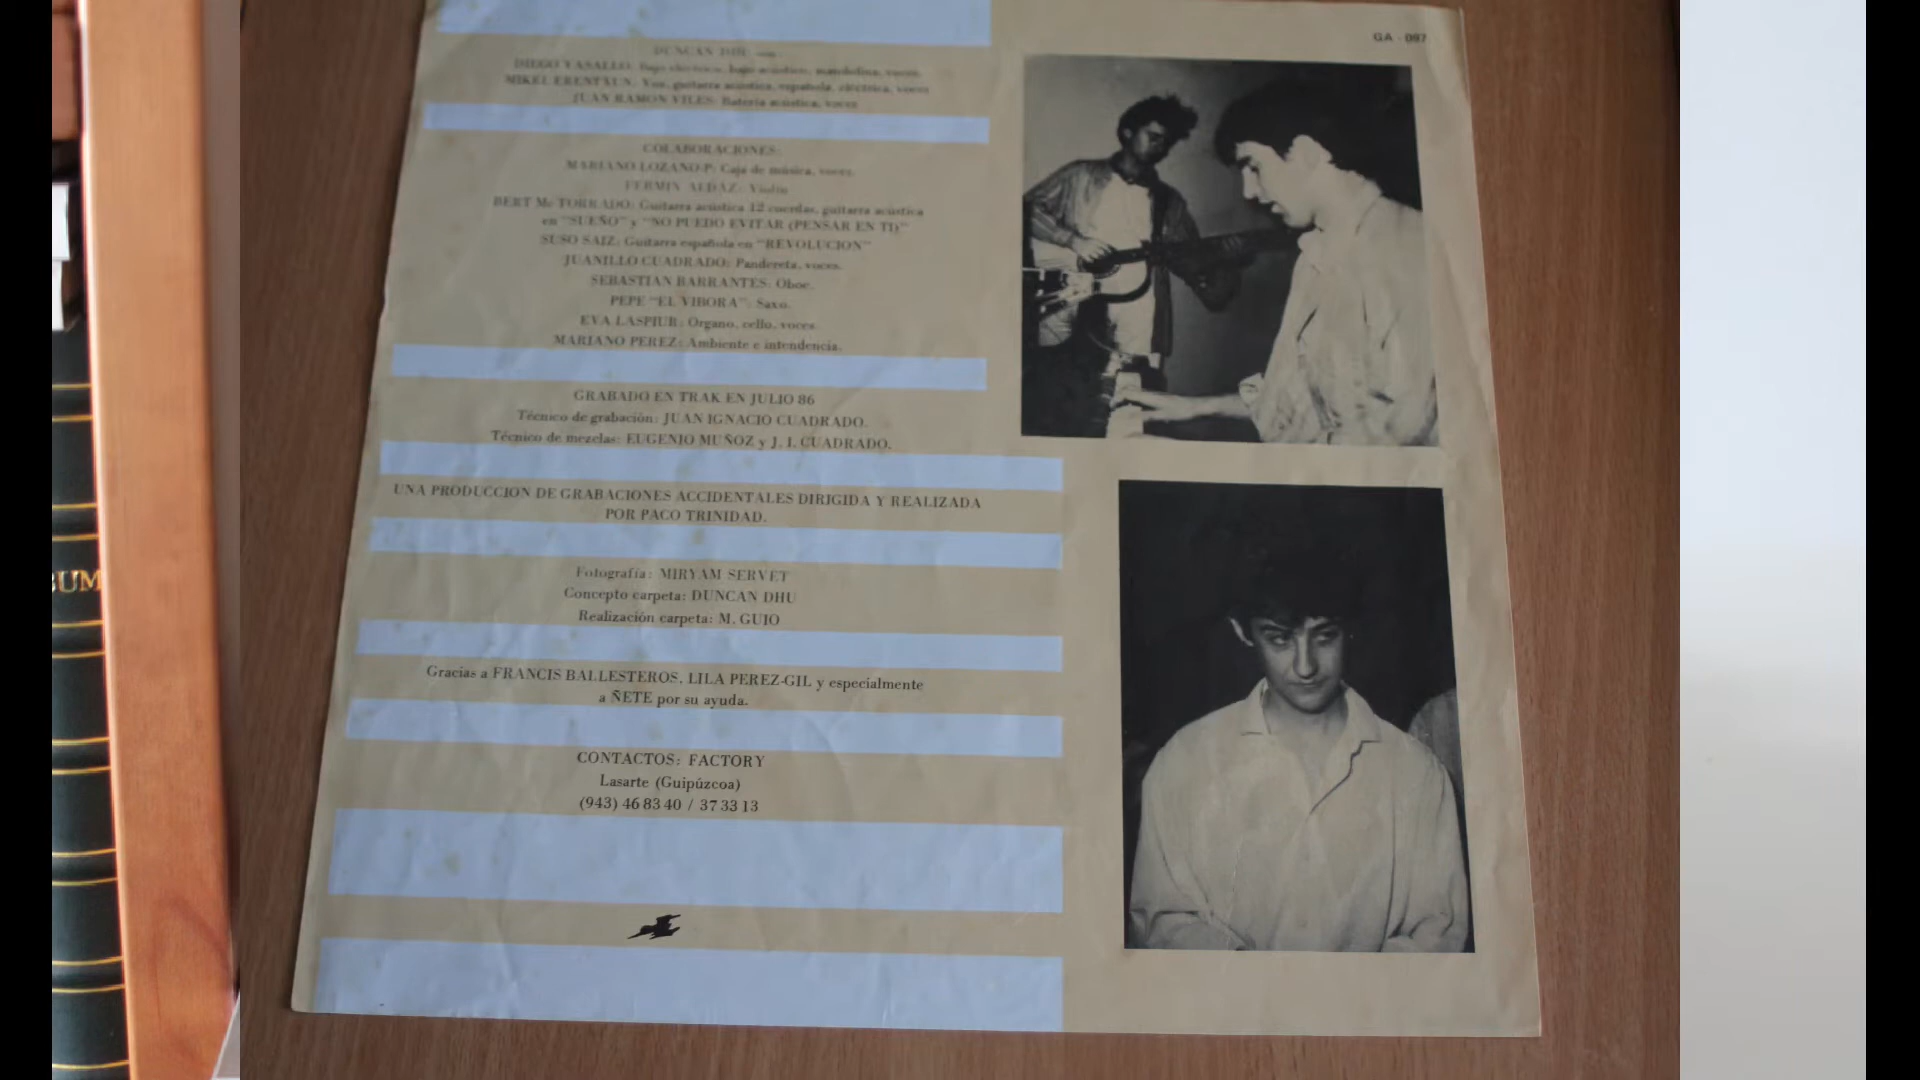 GA - 097
DUNCAN DHU son:
DIEGO VASALLO: Bajo eléctrico, bajo acústico, mandolina, voces.
MIKEL ERENTXUN: Voz, guitarra acústica, española, eléctrica, voces
JUAN RAMON VILES: Batería acústica, voces
COLABORACIONES:
MARIANO LOZANO-P: Caja de música, voces.
FERMIN ALDAZ: Violín
BERT Mc TORRADO: Guitarra acústica 12 cuerdas, guitarra acústica
en "SUEÑO" y "NO PUEDO EVITAR (PENSAR EN TI)"
SUSO SAIZ: Guitarra española en "REVOLUCION"
JUANILLO CUADRADO: Pandereta, voces.
SEBASTIAN BARRANTES: Oboe.
PEPE "EL VIBORA": Saxo.
EVA LASPIUR: Organo, cello, voces.
MARIANO PEREZ: Ambiente e intendencia.
GRABADO EN TRAK EN JULIO 86
Técnico de grabación: JUAN IGNACIO CUADRADO.
Técnico de mezclas: EUGENIO MUÑOZ y J. I. CUADRADO.
UNA PRODUCCION DE GRABACIONES ACCIDENTALES DIRIGIDA Y REALIZADA
POR PACO TRINIDAD.
Fotografía: MIRYAM SERVET
Concepto carpeta: DUNCAN DHU
Realización carpeta: M. GUIO
Gracias a FRANCIS BALLESTEROS, LILA PEREZ-GIL y especialmente
a ÑETE por su ayuda.
CONTACTOS: FACTORY
Lasarte (Guipúzcoa)
(943) 46 83 40 / 37 33 13